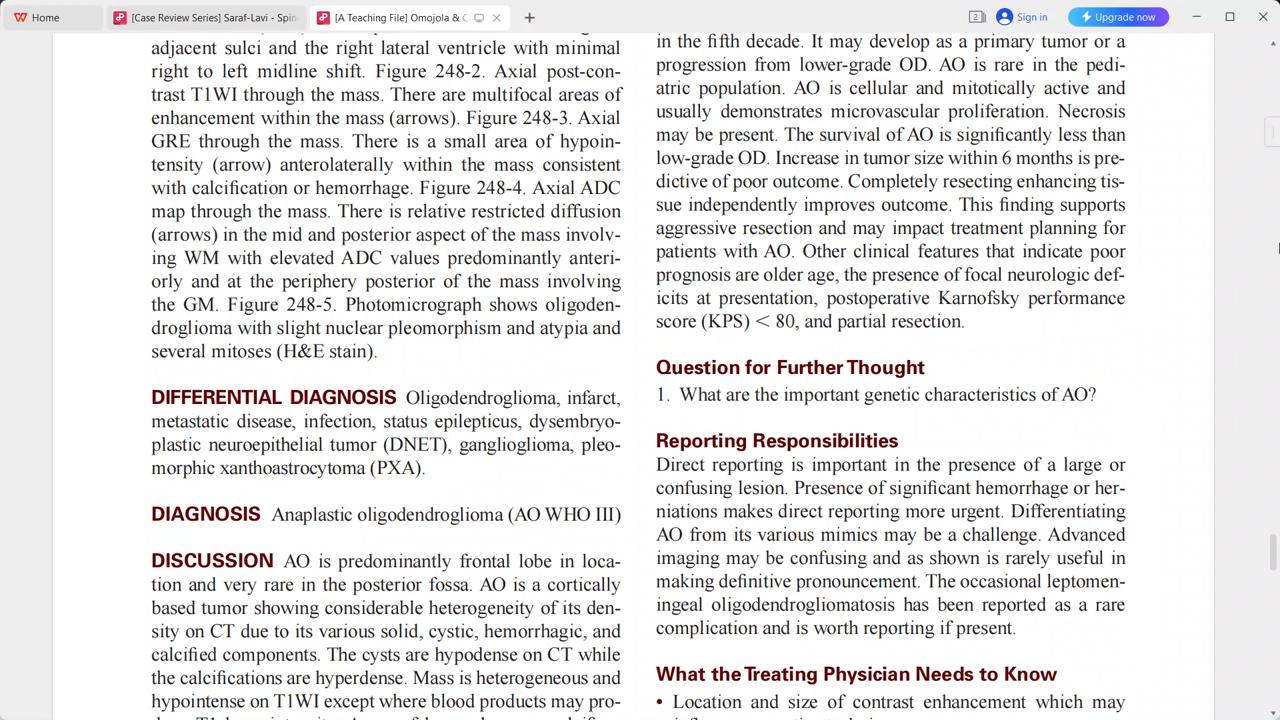 Home
[Case Review Series] Saraf-Lavi - Spin
[A Teaching File] Omojola & C
2
Sign in
Upgrade now
adjacent sulci and the right lateral ventricle with minimal
right to left midline shift. Figure 248-2. Axial post-con-
trast T1WI through the mass. There are multifocal areas of
enhancement within the mass (arrows). Figure 248-3. Axial
GRE through the mass. There is a small area of hypoin-
tensity (arrow) anterolaterally within the mass consistent
with calcification or hemorrhage. Figure 248-4. Axial ADC
map through the mass. There is relative restricted diffusion
(arrows) in the mid and posterior aspect of the mass involv-
ing WM with elevated ADC values predominantly anteri-
orly and at the periphery posterior of the mass involving
the GM. Figure 248-5. Photomicrograph shows oligoden-
droglioma with slight nuclear pleomorphism and atypia and
several mitoses (H&E stain).
DIFFERENTIAL DIAGNOSIS Oligodendroglioma, infarct,
metastatic disease, infection, status epilepticus, dysembryo-
plastic neuroepithelial tumor (DNET), ganglioglioma, pleo-
morphic xanthoastrocytoma (PXA).
DIAGNOSIS Anaplastic oligodendroglioma (AO WHO III)
DISCUSSION AO is predominantly frontal lobe in loca-
tion and very rare in the posterior fossa. AO is a cortically
based tumor showing considerable heterogeneity of its den-
sity on CT due to its various solid, cystic, hemorrhagic, and
calcified components. The cysts are hypodense on CT while
the calcifications are hyperdense. Mass is heterogeneous and
hypointense on T1WI except where blood products may pro-
in the fifth decade. It may develop as a primary tumor or a
progression from lower-grade OD. AO is rare in the pedi-
atric population. AO is cellular and mitotically active and
usually demonstrates microvascular proliferation. Necrosis
may be present. The survival of AO is significantly less than
low-grade OD. Increase in tumor size within 6 months is pre-
dictive of poor outcome. Completely resecting enhancing tis-
sue independently improves outcome. This finding supports
aggressive resection and may impact treatment planning for
patients with AO. Other clinical features that indicate poor
prognosis are older age, the presence of focal neurologic def-
icits at presentation, postoperative Karnofsky performance
score (KPS) < 80, and partial resection.
Question for Further Thought
1. What are the important genetic characteristics of AO?
Reporting Responsibilities
Direct reporting is important in the presence of a large or
confusing lesion. Presence of significant hemorrhage or her-
niations makes direct reporting more urgent. Differentiating
AO from its various mimics may be a challenge. Advanced
imaging may be confusing and as shown is rarely useful in
making definitive pronouncement. The occasional leptomen-
ingeal oligodendrogliomatosis has been reported as a rare
complication and is worth reporting if present.
What the Treating Physician Needs to Know
• Location and size of contrast enhancement which may